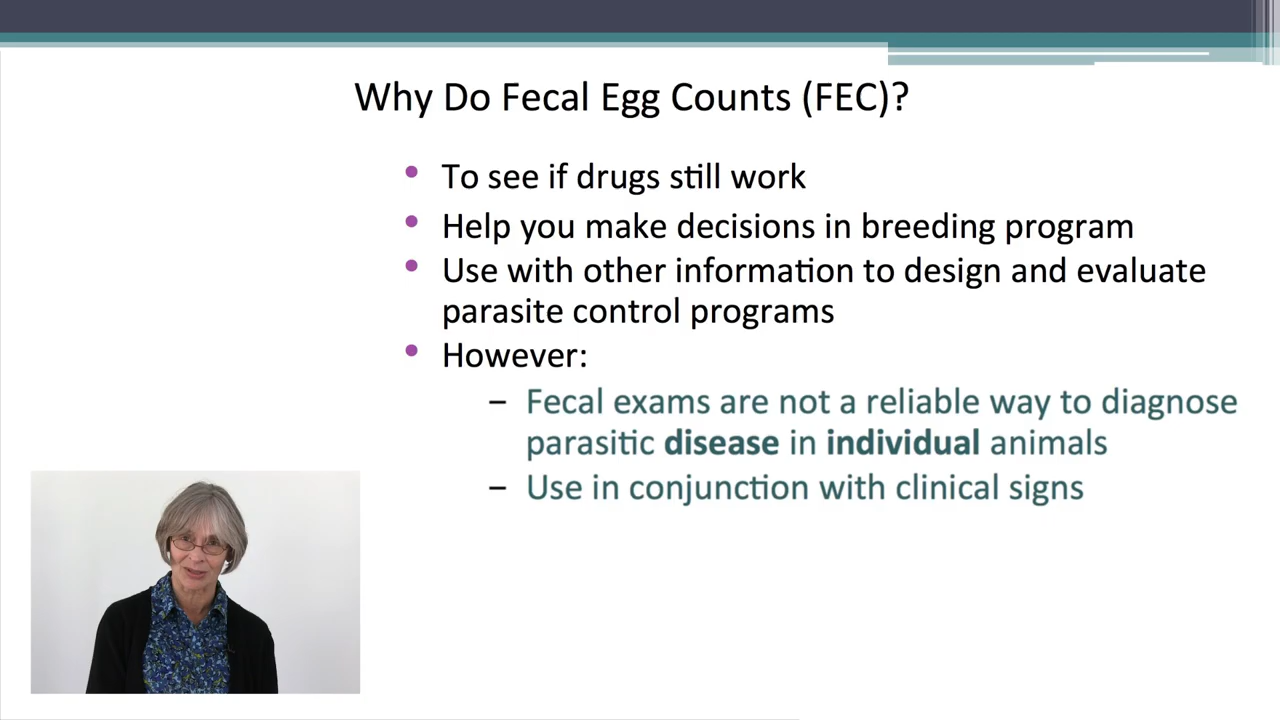 Why Do Fecal Egg Counts (FEC)?
• To see if drugs still work
• Help you make decisions in breeding program
• Use with other information to design and evaluate
parasite control programs
• However:
– Fecal exams are not a reliable way to diagnose
parasitic disease in individual animals
– Use in conjunction with clinical signs